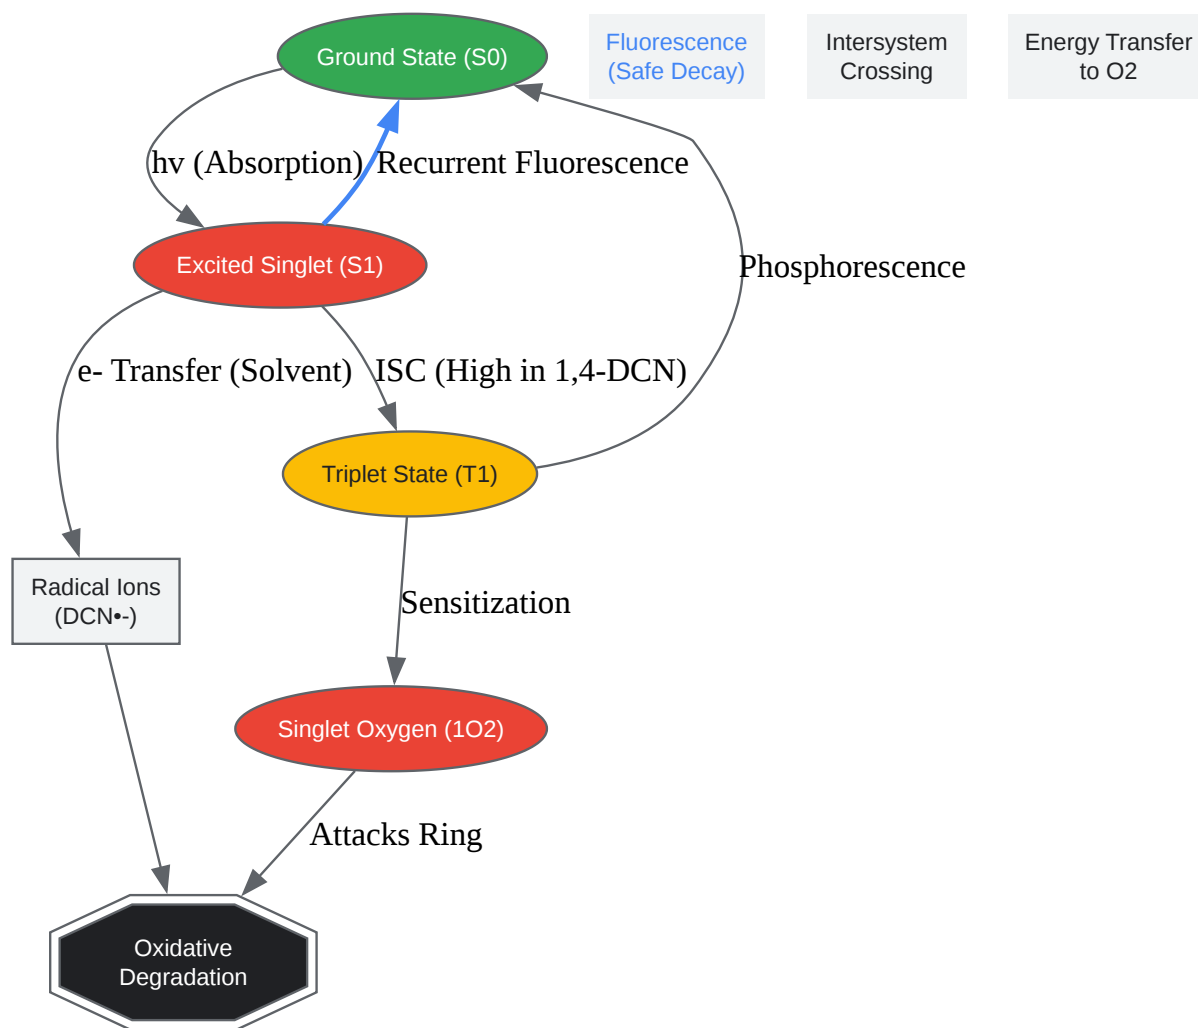 Ground State (S0)
Fluorescence
(Safe Decay)
Intersystem
Crossing
Energy Transfer
to O2
hv (Absorption)
Recurrent Fluorescence
Excited Singlet (S1)
Phosphorescence
e- Transfer (Solvent)
ISC (High in 1,4-DCN)
Triplet State (T1)
Radical Ions
(DCN•-)
Sensitization
Singlet Oxygen (1O2)
Attacks Ring
Oxidative
Degradation